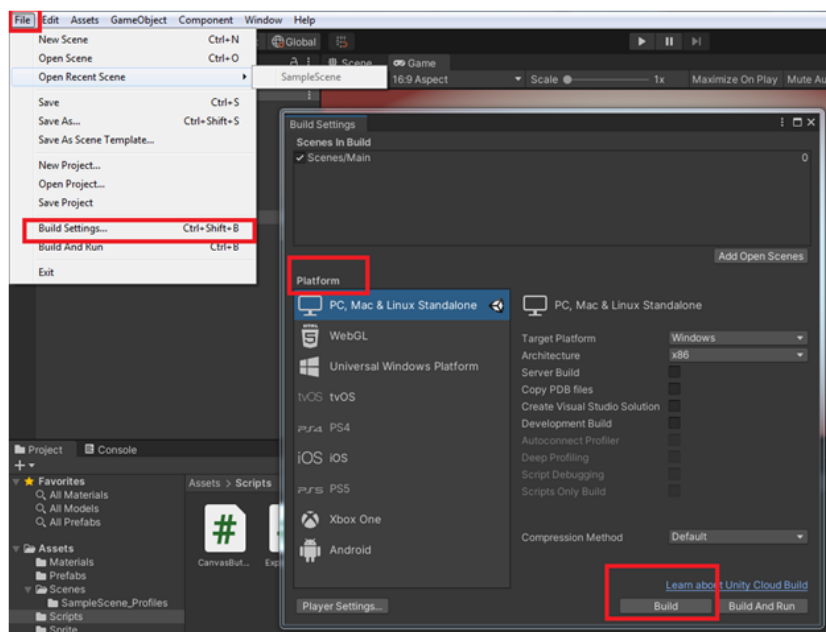 File Edit Assets GameObject Component Window Help
New Scene Ctrl+N
Open Scene Ctrl+O
Open Recent Scene
SampleScene
Save Ctrl+S
Save As... Ctrl+Shift+S
Save As Scene Template...
New Project...
Open Project...
Save Project
Build Settings... Ctrl+Shift+B
Build And Run Ctrl+B
Exit
Global
Scene Game
16:9 Aspect Scale 1x Maximize On Play Mute Au
Build Settings
Scenes In Build
Scenes/Main 0
Add Open Scenes
Platform
PC, Mac & Linux Standalone
WebGL
Universal Windows Platform
tvOS tvOS
PS4 PS4
iOS iOS
PS5 PS5
Xbox One
Android
Player Settings...
PC, Mac & Linux Standalone
Target Platform Windows
Architecture x86
Server Build
Copy PDB files
Create Visual Studio Solution
Development Build
Autoconnect Profiler
Deep Profiling
Script Debugging
Scripts Only Build
Compression Method Default
Learn about Unity Cloud Build
Build Build And Run
Project Console
Favorites
All Materials
All Models
All Prefabs
Assets
Materials
Prefabs
Scenes
SampleScene_Profiles
Scripts
Sprite
Assets > Scripts
CanvasBut... Exp